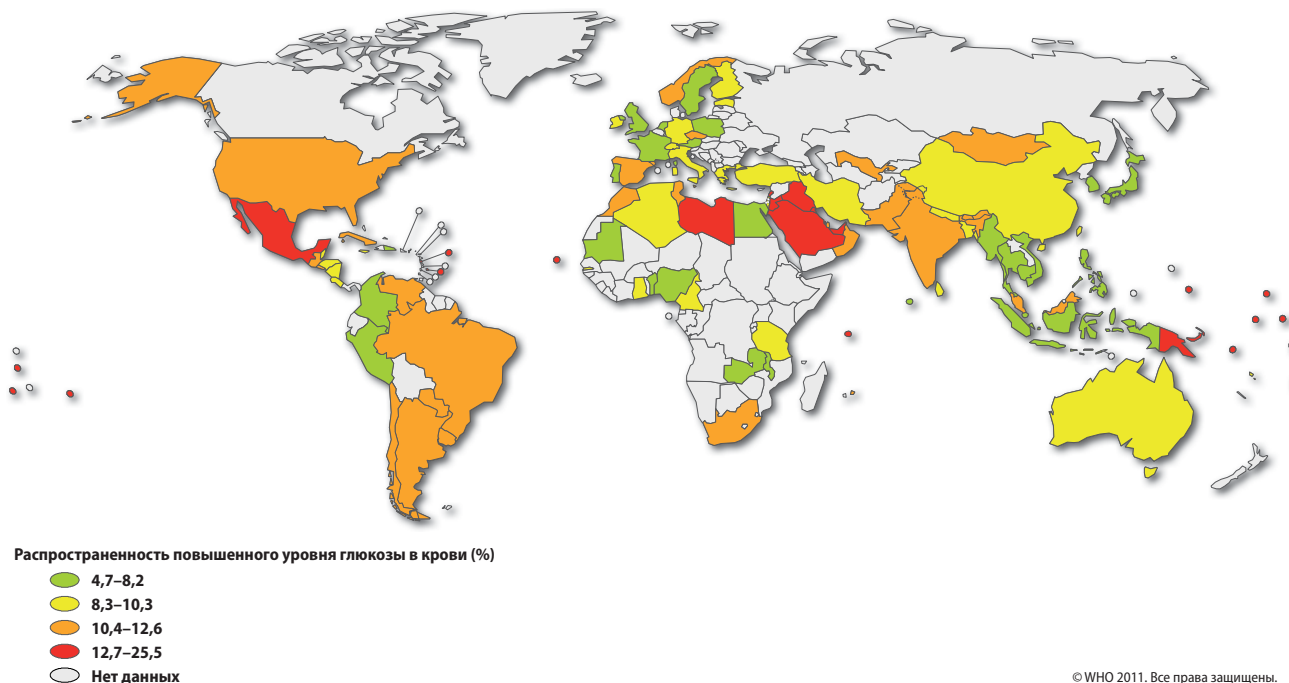 Распространенность повышенного уровня глюкозы в крови (%)
4,7–8,2
8,3–10,3
10,4–12,6
12,7–25,5
Нет данных
© WHO 2011. Все права защищены.